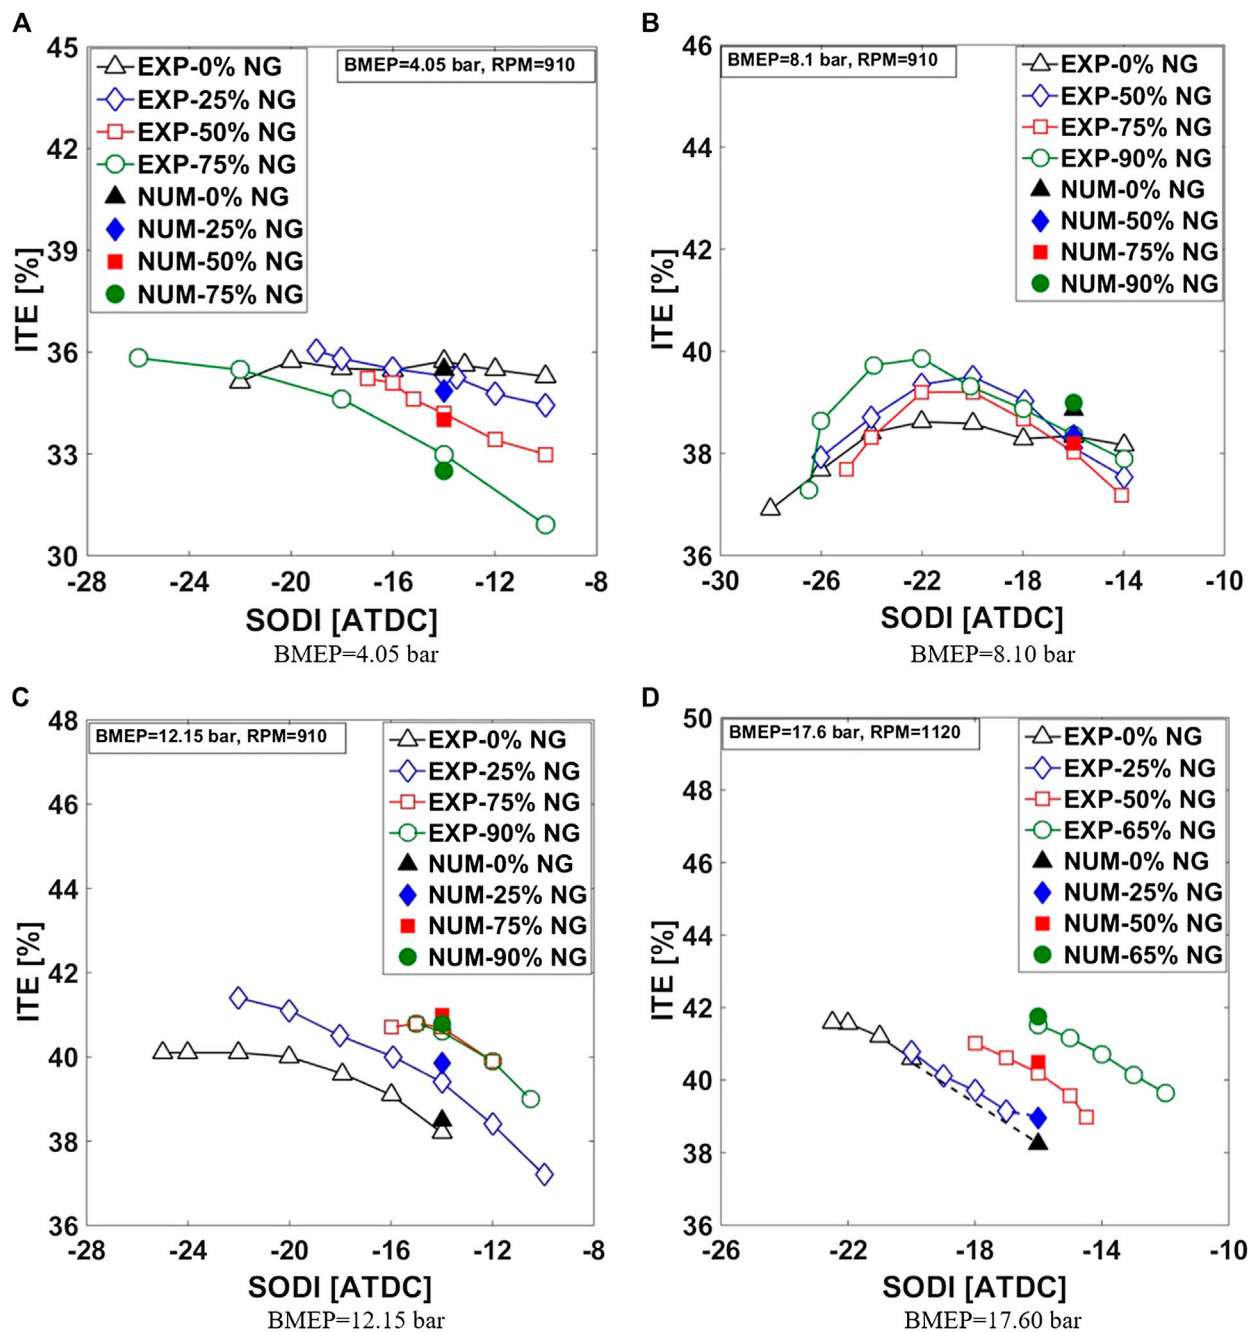 A
45
42
39
36
33
30
ITE [%]
BMEP=4.05 bar, RPM=910
EXP-0% NG
EXP-25% NG
EXP-50% NG
EXP-75% NG
NUM-0% NG
NUM-25% NG
NUM-50% NG
NUM-75% NG
-28 -24 -20 -16 -12 -8
SODI [ATDC]
BMEP=4.05 bar
B
46
44
42
40
38
36
ITE [%]
BMEP=8.1 bar, RPM=910
EXP-0% NG
EXP-50% NG
EXP-75% NG
EXP-90% NG
NUM-0% NG
NUM-50% NG
NUM-75% NG
NUM-90% NG
-30 -26 -22 -18 -14 -10
SODI [ATDC]
BMEP=8.10 bar
C
48
46
44
42
40
38
36
ITE [%]
BMEP=12.15 bar, RPM=910
EXP-0% NG
EXP-25% NG
EXP-75% NG
EXP-90% NG
NUM-0% NG
NUM-25% NG
NUM-75% NG
NUM-90% NG
-28 -24 -20 -16 -12 -8
SODI [ATDC]
BMEP=12.15 bar
D
50
48
46
44
42
40
38
36
ITE [%]
BMEP=17.6 bar, RPM=1120
EXP-0% NG
EXP-25% NG
EXP-50% NG
EXP-65% NG
NUM-0% NG
NUM-25% NG
NUM-50% NG
NUM-65% NG
-26 -22 -18 -14 -10
SODI [ATDC]
BMEP=17.60 bar